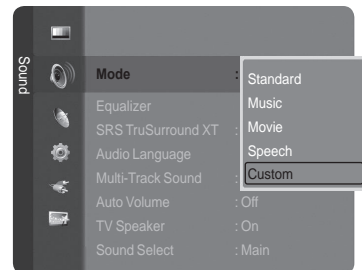 Sound
Mode :
Standard
Music
Movie
Speech
Custom
Equalizer
SRS TruSurround XT :
Audio Language
Multi-Track Sound :
Auto Volume : Off
TV Speaker : On
Sound Select : Main